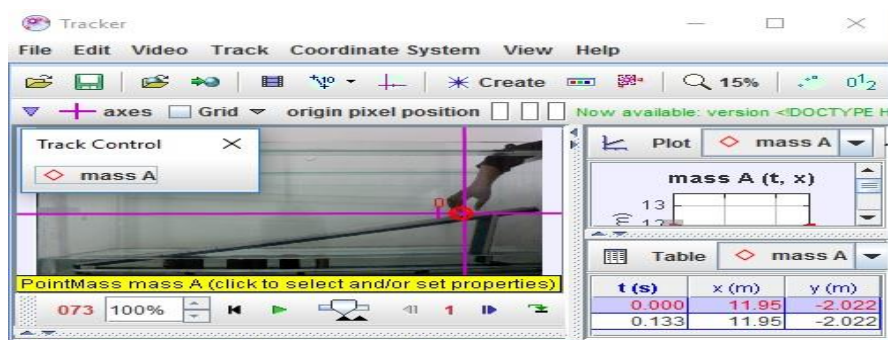 Tracker
File Edit Video Track Coordinate System View Help
Create 15%
axes Grid origin pixel position Now available: version <!DOCTYPE H
Track Control
mass A
0
PointMass mass A (click to select and/or set properties)
073 100% 1
Plot mass A
mass A (t, x)
13
Table mass A
t (s) x (m) y (m)
0.000 11.95 -2.022
0.133 11.95 -2.022